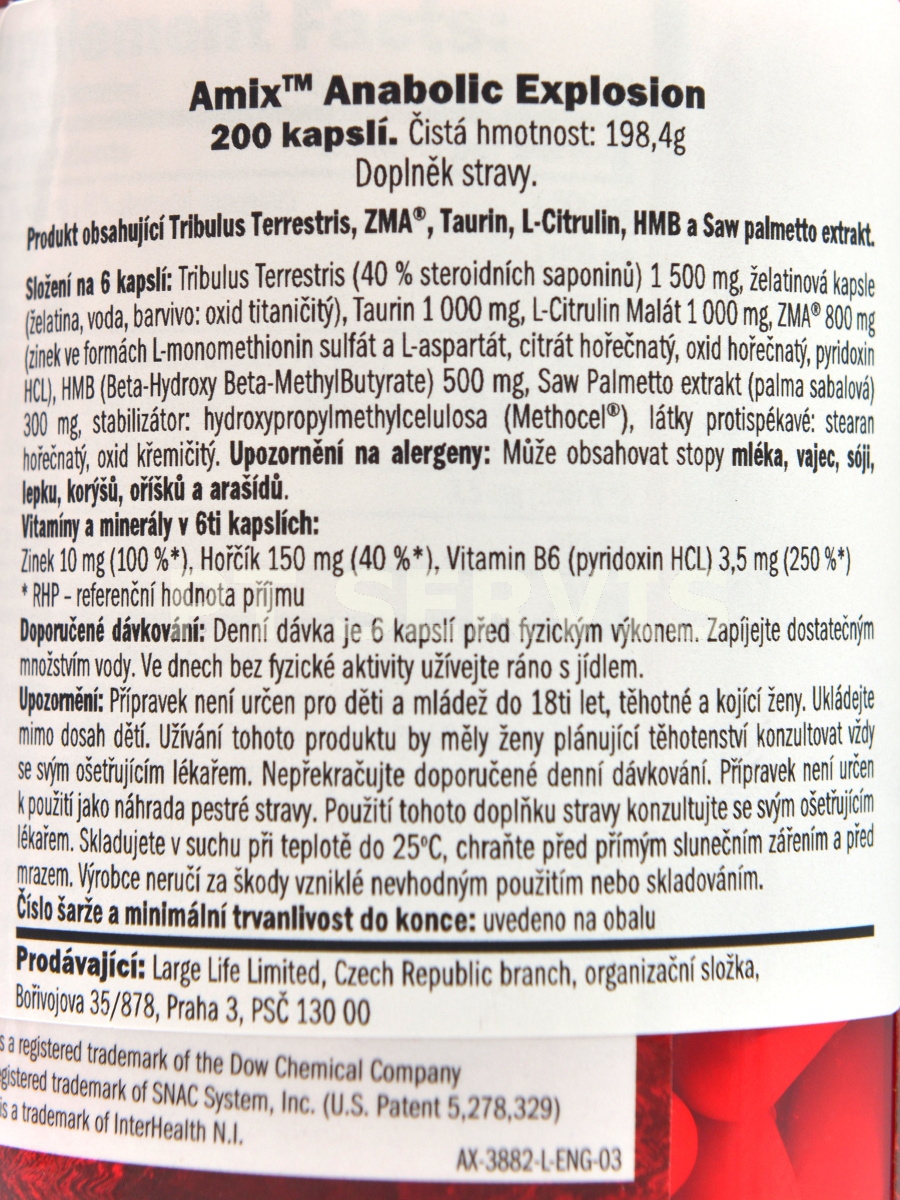 Amix™ Anabolic Explosion
200 kapslí. Čistá hmotnost: 198,4g
Doplněk stravy.
Produkt obsahující Tribulus Terrestris, ZMA®, Taurin, L-Citrulin, HMB a Saw palmetto extrakt.
Složení na 6 kapslí: Tribulus Terrestris (40 % steroidních saponinů) 1 500 mg, želatinová kapsle
(želatina, voda, barvivo: oxid titaničitý), Taurin 1 000 mg, L-Citrulin Malát 1 000 mg, ZMA® 800 mg
(zinek ve formách L-monomethionin sulfát a L-aspartát, citrát hořečnatý, oxid hořečnatý, pyridoxin
HCL), HMB (Beta-Hydroxy Beta-MethylButyrate) 500 mg, Saw Palmetto extrakt (palma sabalová)
300 mg, stabilizátor: hydroxypropylmethylcelulosa (Methocel®), látky protispékavé: stearan
hořečnatý, oxid křemičitý. Upozornění na alergeny: Může obsahovat stopy mléka, vajec, sóji,
lepku, korýšů, oříšků a arašídů.
Vitamíny a minerály v 6ti kapslích:
Zinek 10 mg (100 %*), Hořčík 150 mg (40 %*), Vitamin B6 (pyridoxin HCL) 3,5 mg (250 %*)
* RHP - referenční hodnota příjmu
Doporučené dávkování: Denní dávka je 6 kapslí před fyzickým výkonem. Zapíjejte dostatečným
množstvím vody. Ve dnech bez fyzické aktivity užívejte ráno s jídlem.
Upozornění: Přípravek není určen pro děti a mládež do 18ti let, těhotné a kojící ženy. Ukládejte
mimo dosah dětí. Užívání tohoto produktu by měly ženy plánující těhotenství konzultovat vždy
se svým ošetřujícím lékařem. Nepřekračujte doporučené denní dávkování. Přípravek není určen
k použití jako náhrada pestré stravy. Použití tohoto doplňku stravy konzultujte se svým ošetřujícím
lékařem. Skladujete v suchu při teplotě do 25°C, chraňte před přímým slunečním zářením a před
mrazem. Výrobce neručí za škody vzniklé nevhodným použitím nebo skladováním.
Číslo šarže a minimální trvanlivost do konce: uvedeno na obalu
Prodávající: Large Life Limited, Czech Republic branch, organizační složka,
Bořivojova 35/878, Praha 3, PSČ 130 00
s a registered trademark of the Dow Chemical Company
gistered trademark of SNAC System, Inc. (U.S. Patent 5,278,329)
is a trademark of InterHealth N.I.
AX-3882-L-ENG-03